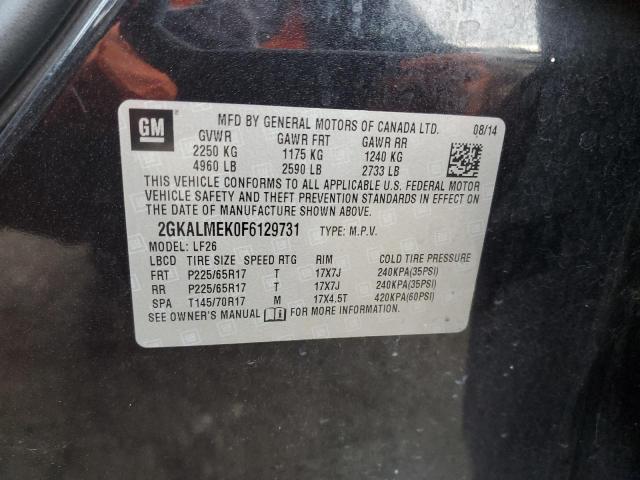 GM
MFD BY GENERAL MOTORS OF CANADA LTD. 08/14
GVWR GAWR FRT GAWR RR
2250 KG 1175 KG 1240 KG
4960 LB 2590 LB 2733 LB
THIS VEHICLE CONFORMS TO ALL APPLICABLE U.S. FEDERAL MOTOR
VEHICLE SAFETY AND THEFT PREVENTION STANDARDS IN EFFECT ON
THE DATE OF MANUFACTURE SHOWN ABOVE.
2GKALMEK0F6129731 TYPE: M.P.V.
MODEL: LF26
LBCD TIRE SIZE SPEED RTG RIM COLD TIRE PRESSURE
FRT P225/65R17 T 17X7J 240KPA(35PSI)
RR P225/65R17 T 17X7J 240KPA(35PSI)
SPA T145/70R17 M 17X4.5T 420KPA(60PSI)
SEE OWNER'S MANUAL FOR MORE INFORMATION.